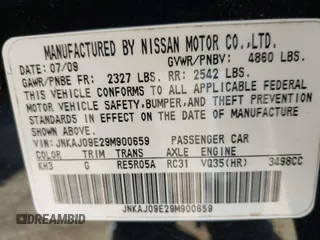 MANUFACTURED BY NISSAN MOTOR CO.,LTD.
DATE: 07/09 GVWR/PNBV: 4860 LBS.
GAWR/PNBE FR: 2327 LBS. RR: 2542 LBS.
THIS VEHICLE CONFORMS TO ALL APPLICABLE FEDERAL
MOTOR VEHICLE SAFETY,BUMPER,AND THEFT PREVENTION
STANDARDS IN EFFECT ON THE DATE OF
MANUFACTURE SHOWN ABOVE.
VIN: JNKAJ09E29M900659 PASSENGER CAR
COLOR TRIM TRANS AXLE ENGINE
KH3 G RE5R05A RC31 VQ35(HR) 3498CC
JNKAJ09E29M900659
DREAMBID